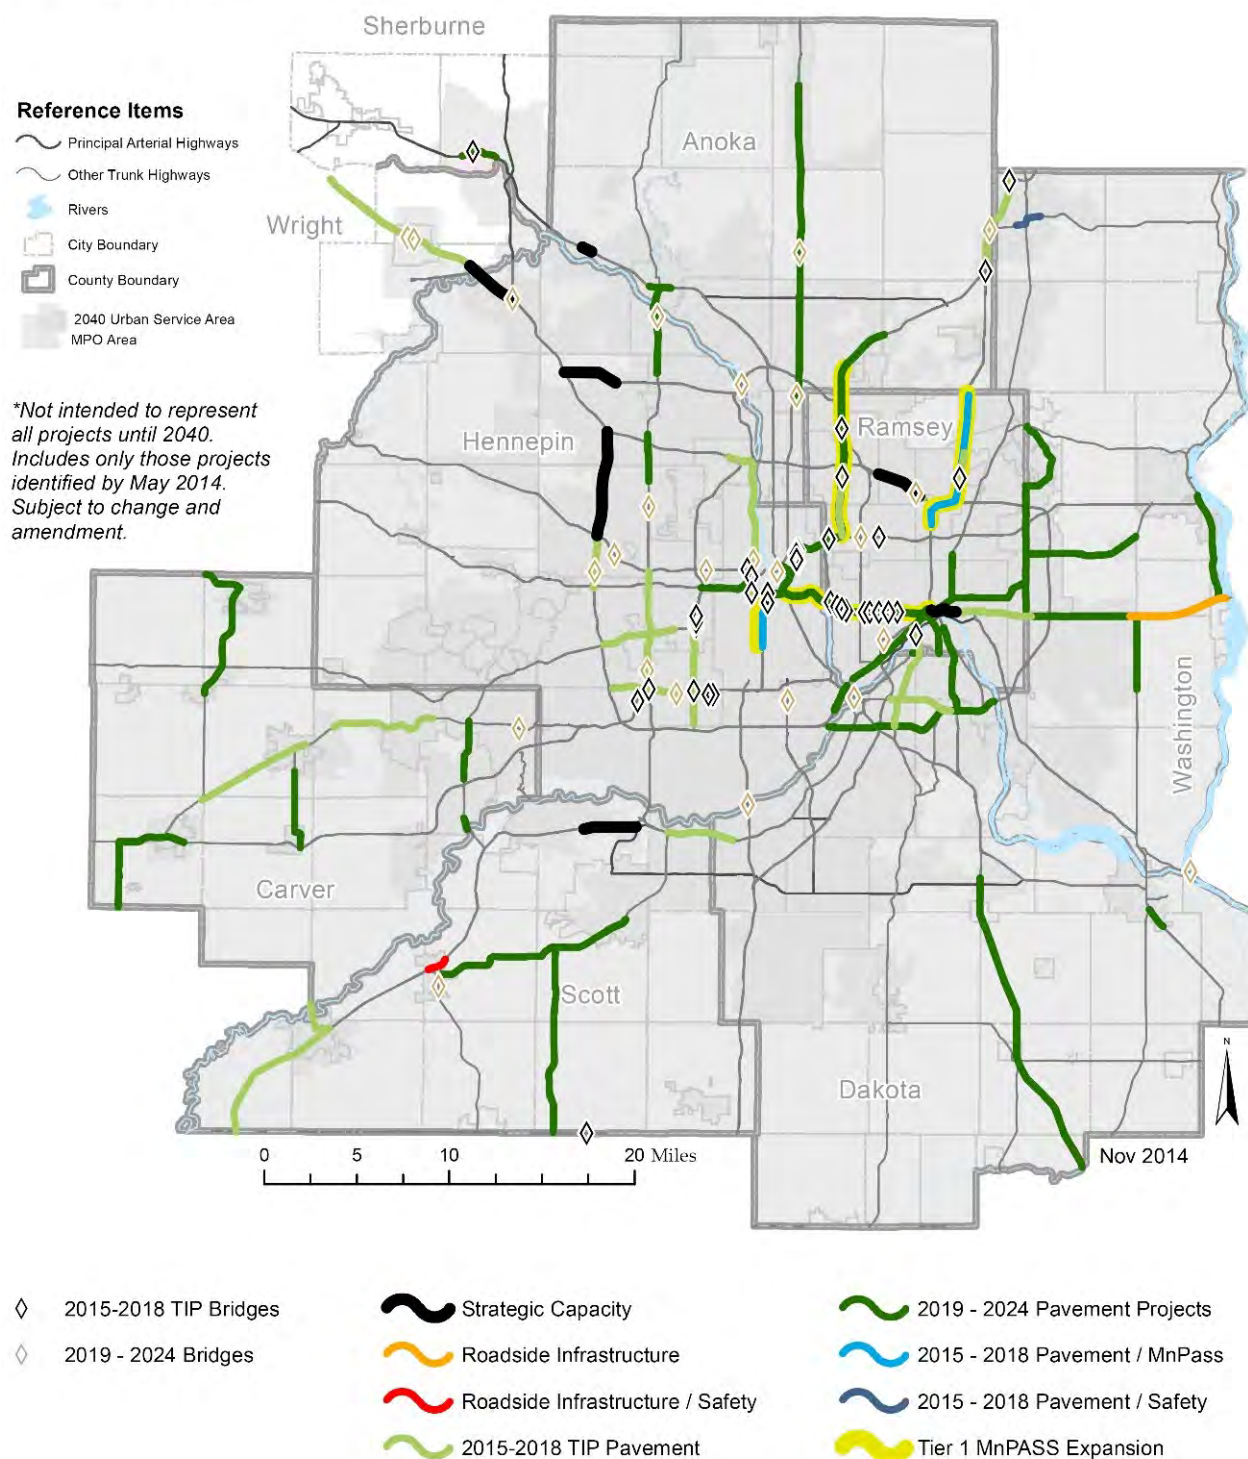 Sherburne
Reference Items
Principal Arterial Highways
Other Trunk Highways
Rivers
City Boundary
County Boundary
2040 Urban Service Area
MPO Area
Anoka
Wright
*Not intended to represent
all projects until 2040.
Includes only those projects
identified by May 2014.
Subject to change and
amendment.
Hennepin
Ramsey
Washington
Carver
Scott
Dakota
N
0 5 10 20 Miles
Nov 2014
2015-2018 TIP Bridges
2019 - 2024 Bridges
Strategic Capacity
Roadside Infrastructure
Roadside Infrastructure / Safety
2015-2018 TIP Pavement
2019 - 2024 Pavement Projects
2015 - 2018 Pavement / MnPass
2015 - 2018 Pavement / Safety
Tier 1 MnPASS Expansion